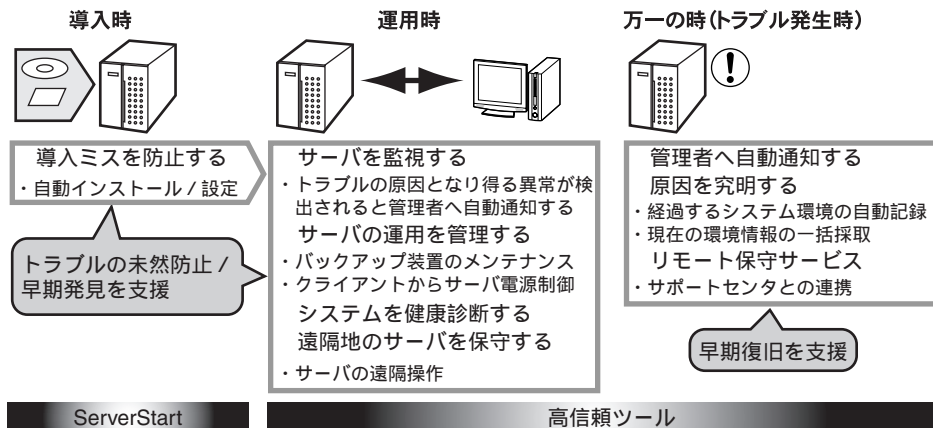 導入時
導入ミスを防止する
・自動インストール / 設定
トラブルの未然防止 /
早期発見を支援
運用時
サーバを監視する
・トラブルの原因となり得る異常が検
出されると管理者へ自動通知する
サーバの運用を管理する
・バックアップ装置のメンテナンス
・クライアントからサーバ電源制御
システムを健康診断する
遠隔地のサーバを保守する
・サーバの遠隔操作
万一の時(トラブル発生時)
管理者へ自動通知する
原因を究明する
・経過するシステム環境の自動記録
・現在の環境情報の一括採取
リモート保守サービス
・サポートセンタとの連携
早期復旧を支援
ServerStart
高信頼ツール